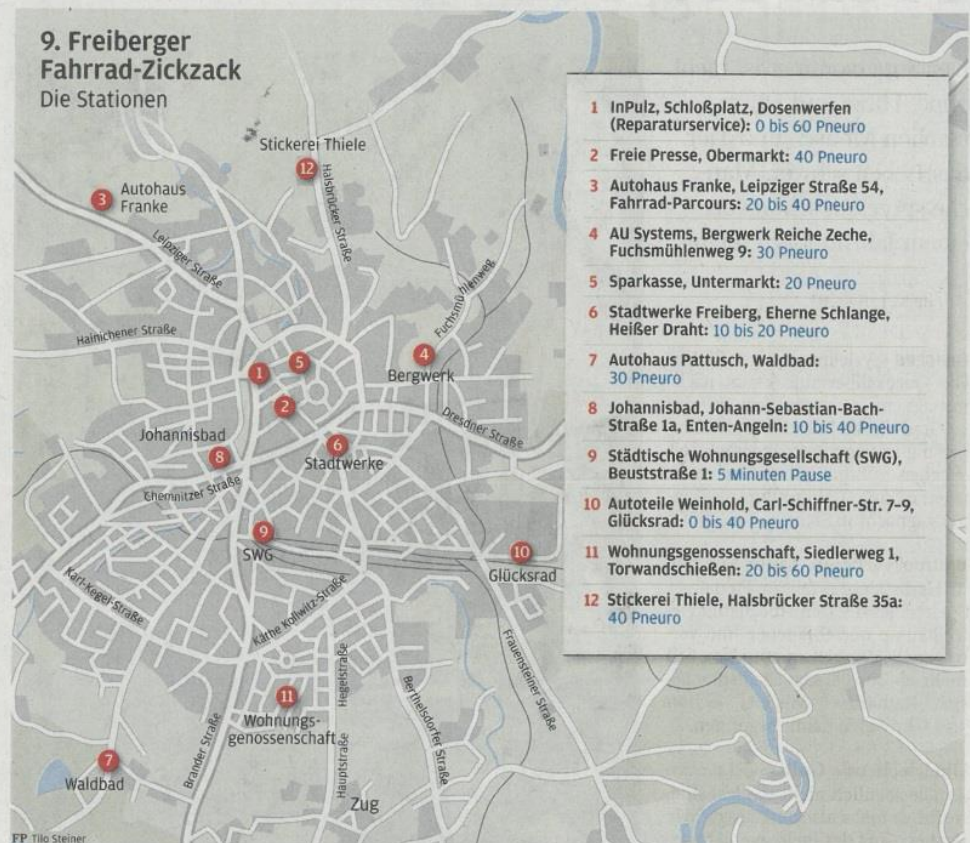 9. Freiberger
Fahrrad-Zickzack
Die Stationen
Stickerei Thiele
12
Halsbrücker Straße
3
Autohaus
Franke
Leipziger Straße
Fuchsmühlenweg
Hainichener Straße
4
Bergwerk
5
1
2
Dresdner Straße
Johannisbad
8
6
Stadtwerke
Chemnitzer Straße
9
SWG
10
Glücksrad
Karl-Kegel-Straße
Käthe Kollwitz-Straße
Hegelstraße
Frauensteiner Straße
Berthelsdorfer Straße
11
Wohnungs-
genossenschaft
Brander Straße
Hauptstraße
7
Waldbad
Zug
FP Tilo Steiner
1 InPulz, Schloßplatz, Dosenwerfen
(Reparaturservice): 0 bis 60 Pneuro
2 Freie Presse, Obermarkt: 40 Pneuro
3 Autohaus Franke, Leipziger Straße 54,
Fahrrad-Parcours: 20 bis 40 Pneuro
4 AU Systems, Bergwerk Reiche Zeche,
Fuchsmühlenweg 9: 30 Pneuro
5 Sparkasse, Untermarkt: 20 Pneuro
6 Stadtwerke Freiberg, Eherne Schlange,
Heißer Draht: 10 bis 20 Pneuro
7 Autohaus Pattusch, Waldbad:
30 Pneuro
8 Johannisbad, Johann-Sebastian-Bach-
Straße 1a, Enten-Angeln: 10 bis 40 Pneuro
9 Städtische Wohnungsgesellschaft (SWG),
Beuststraße 1: 5 Minuten Pause
10 Autoteile Weinhold, Carl-Schiffner-Str. 7-9,
Glücksrad: 0 bis 40 Pneuro
11 Wohnungsgenossenschaft, Siedlerweg 1,
Torwandschießen: 20 bis 60 Pneuro
12 Stickerei Thiele, Halsbrücker Straße 35a:
40 Pneuro